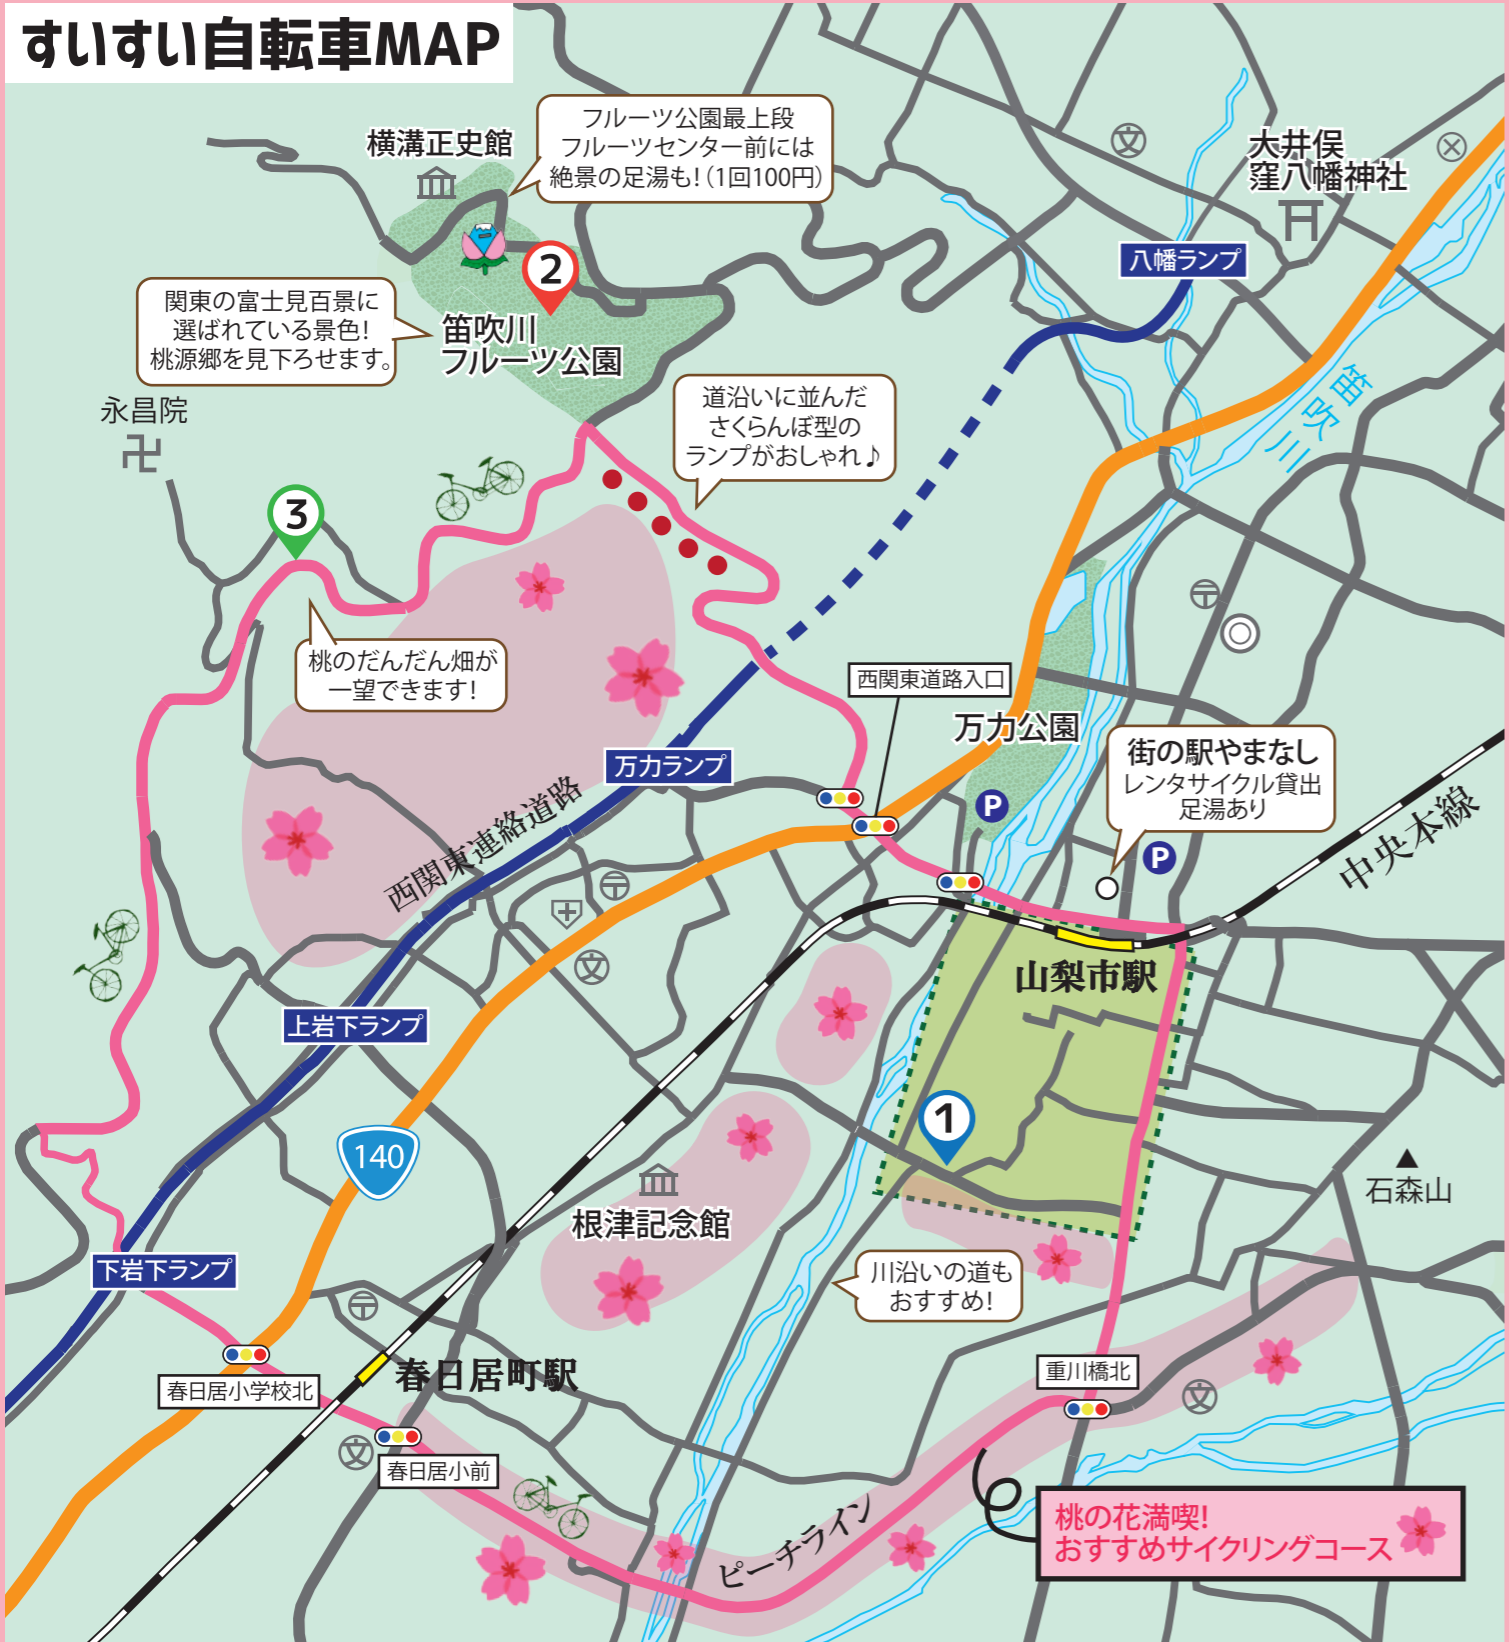 すいすい自転車MAP
横溝正史館
フルーツ公園最上段
フルーツセンター前には
絶景の足湯も!（1回100円）
大井俣
窪八幡神社
八幡ランプ
2
笛吹川
フルーツ公園
関東の富士見百景に
選ばれている景色!
桃源郷を見下ろせます。
永昌院
道沿いに並んだ
さくらんぼ型の
ランプがおしゃれ♪
笛吹川
3
桃のだんだん畑が
一望できます!
西関東道路入口
万力公園
万力ランプ
街の駅やまなし
レンタサイクル貸出
足湯あり
P
P
中央本線
西関東連絡道路
文
文
山梨市駅
上岩下ランプ
1
140
石森山
根津記念館
下岩下ランプ
川沿いの道も
おすすめ!
春日居町駅
春日居小学校北
重川橋北
文
文
春日居小前
ピーチライン
桃の花満喫!
おすすめサイクリングコース